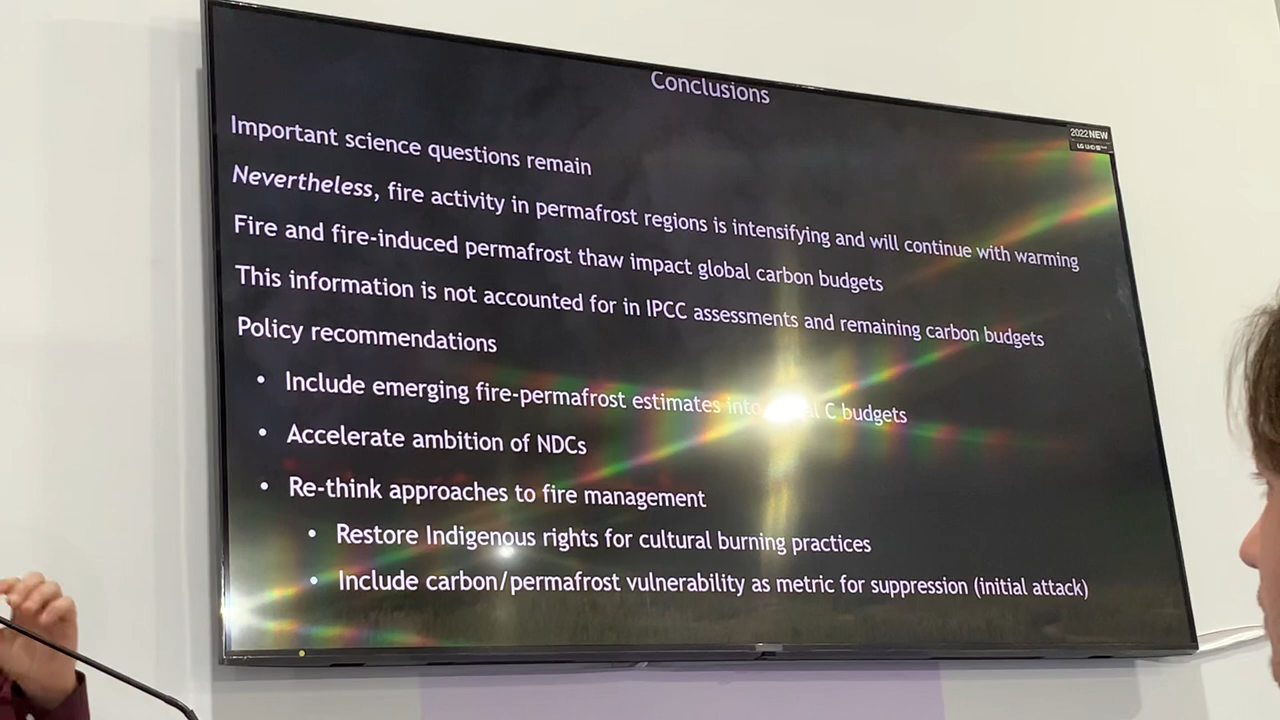 Conclusions
2022 NEW
LG UHD
Important science questions remain
Nevertheless, fire activity in permafrost regions is intensifying and will continue with warming
Fire and fire-induced permafrost thaw impact global carbon budgets
This information is not accounted for in IPCC assessments and remaining carbon budgets
Policy recommendations
• Include emerging fire-permafrost estimates into C budgets
• Accelerate ambition of NDCs
• Re-think approaches to fire management
• Restore Indigenous rights for cultural burning practices
• Include carbon/permafrost vulnerability as metric for suppression (initial attack)